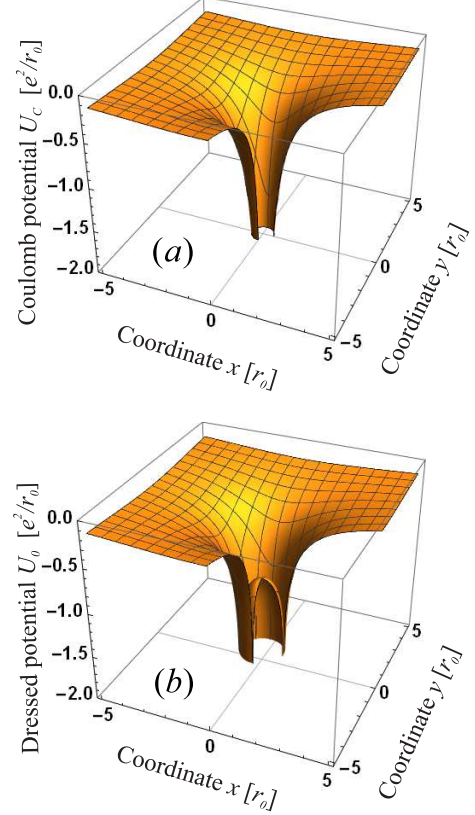 Coulomb potential U_C [e²/r₀]
0.0
-0.5
-1.0
-1.5
-2.0
(a)
-5
0
5
Coordinate x [r₀]
-5
0
5
Coordinate y [r₀]
Dressed potential U₀ [e²/r₀]
0.0
-0.5
-1.0
-1.5
-2.0
(b)
-5
0
5
Coordinate x [r₀]
-5
0
5
Coordinate y [r₀]